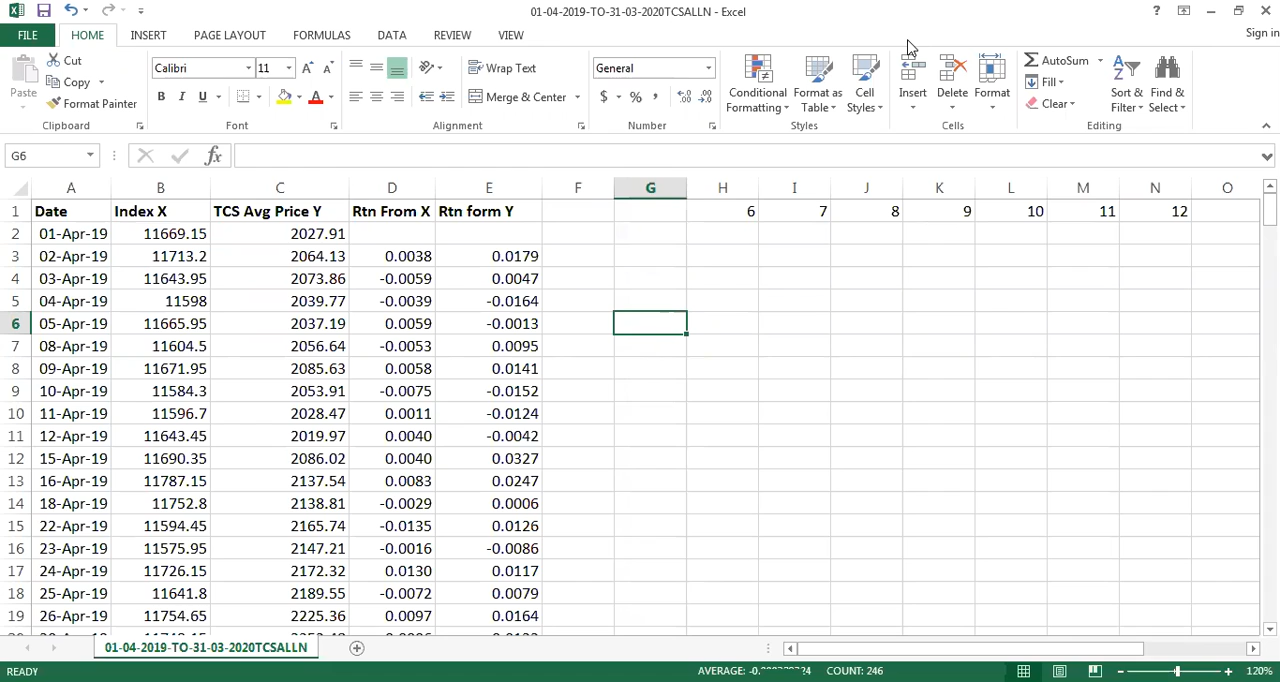 01-04-2019-TO-31-03-2020TCSALLN - Excel
? Sign in
FILE HOME INSERT PAGE LAYOUT FORMULAS DATA REVIEW VIEW
Paste Cut Copy Format Painter Clipboard
Calibri 11 B I U A Font
Wrap Text Merge & Center Alignment
General $ % , Number
Conditional Formatting Format as Table Cell Styles Styles
Insert Delete Format Cells
AutoSum Fill Clear Sort & Filter Find & Select Editing
G6 fx
A B C D E F G H I J K L M N O
1 Date Index X TCS Avg Price Y Rtn From X Rtn form Y 6 7 8 9 10 11 12
2 01-Apr-19 11669.15 2027.91
3 02-Apr-19 11713.2 2064.13 0.0038 0.0179
4 03-Apr-19 11643.95 2073.86 -0.0059 0.0047
5 04-Apr-19 11598 2039.77 -0.0039 -0.0164
6 05-Apr-19 11665.95 2037.19 0.0059 -0.0013
7 08-Apr-19 11604.5 2056.64 -0.0053 0.0095
8 09-Apr-19 11671.95 2085.63 0.0058 0.0141
9 10-Apr-19 11584.3 2053.91 -0.0075 -0.0152
10 11-Apr-19 11596.7 2028.47 0.0011 -0.0124
11 12-Apr-19 11643.45 2019.97 0.0040 -0.0042
12 15-Apr-19 11690.35 2086.02 0.0040 0.0327
13 16-Apr-19 11787.15 2137.54 0.0083 0.0247
14 18-Apr-19 11752.8 2138.81 -0.0029 0.0006
15 22-Apr-19 11594.45 2165.74 -0.0135 0.0126
16 23-Apr-19 11575.95 2147.21 -0.0016 -0.0086
17 24-Apr-19 11726.15 2172.32 0.0130 0.0117
18 25-Apr-19 11641.8 2189.55 -0.0072 0.0079
19 26-Apr-19 11754.65 2225.36 0.0097 0.0164
01-04-2019-TO-31-03-2020TCSALLN
READY AVERAGE: COUNT: 246 120%